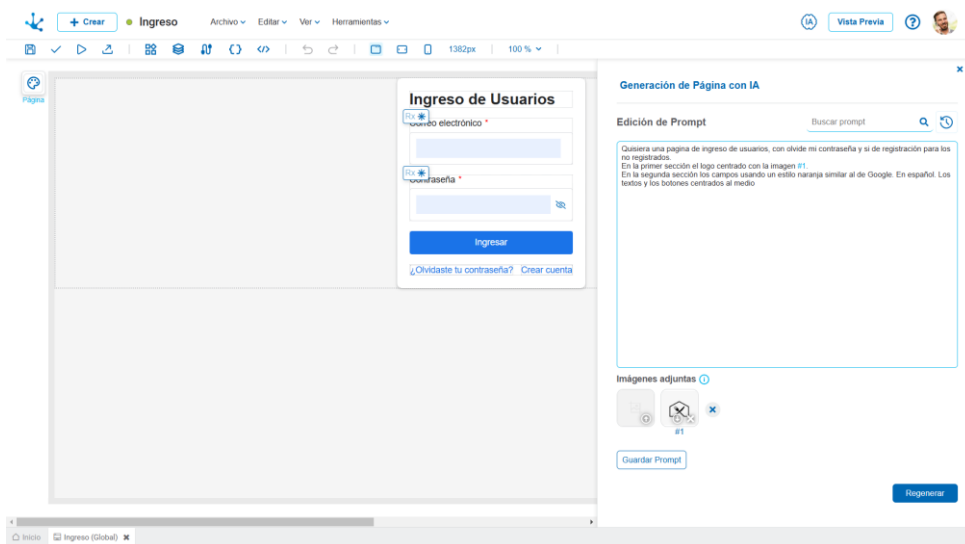 + Crear
Ingreso
Archivo
Editar
Ver
Herramientas
IA
Vista Previa
?
1382px
100 %
Página
Ingreso de Usuarios
Rx
Correo electrónico *
Rx
Contraseña *
Ingresar
¿Olvidaste tu contraseña? Crear cuenta
Generación de Página con IA
Edición de Prompt
Buscar prompt
Quisiera una pagina de ingreso de usuarios, con olvide mi contraseña y si de registración para los
no registrados.
En la primer sección el logo centrado con la imagen #1.
En la segunda sección los campos usando un estilo naranja similar al de Google. En español. Los
textos y los botones centrados al medio
Imágenes adjuntas
#1
Guardar Prompt
Regenerar
Inicio
Ingreso (Global)